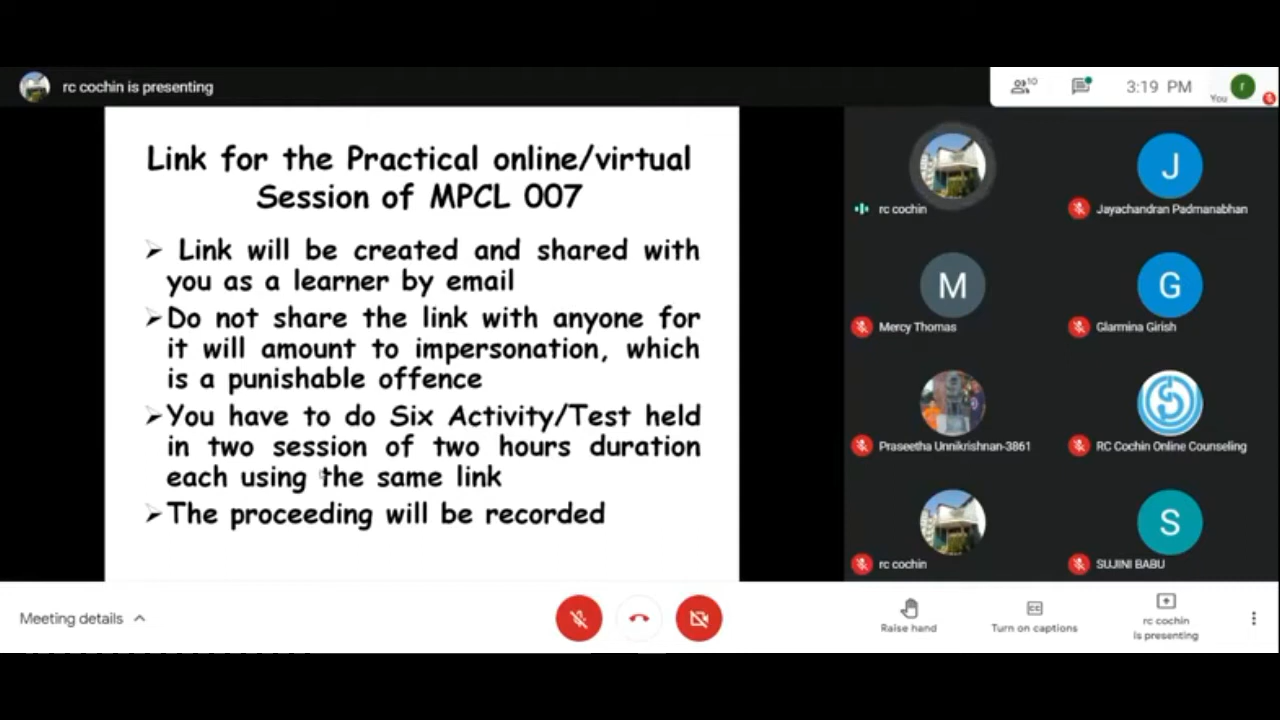 rc cochin is presenting
10
3:19 PM
You
r
Link for the Practical online/virtual
Session of MPCL 007
Link will be created and shared with
you as a learner by email
Do not share the link with anyone for
it will amount to impersonation, which
is a punishable offence
You have to do Six Activity/Test held
in two session of two hours duration
each using the same link
The proceeding will be recorded
rc cochin
J
Jayachandran Padmanabhan
M
Mercy Thomas
G
Glarmina Girish
Praseetha Unnikrishnan-3861
RC Cochin Online Counseling
rc cochin
S
SUJINI BABU
Meeting details
Raise hand
CC
Turn on captions
rc cochin
is presenting